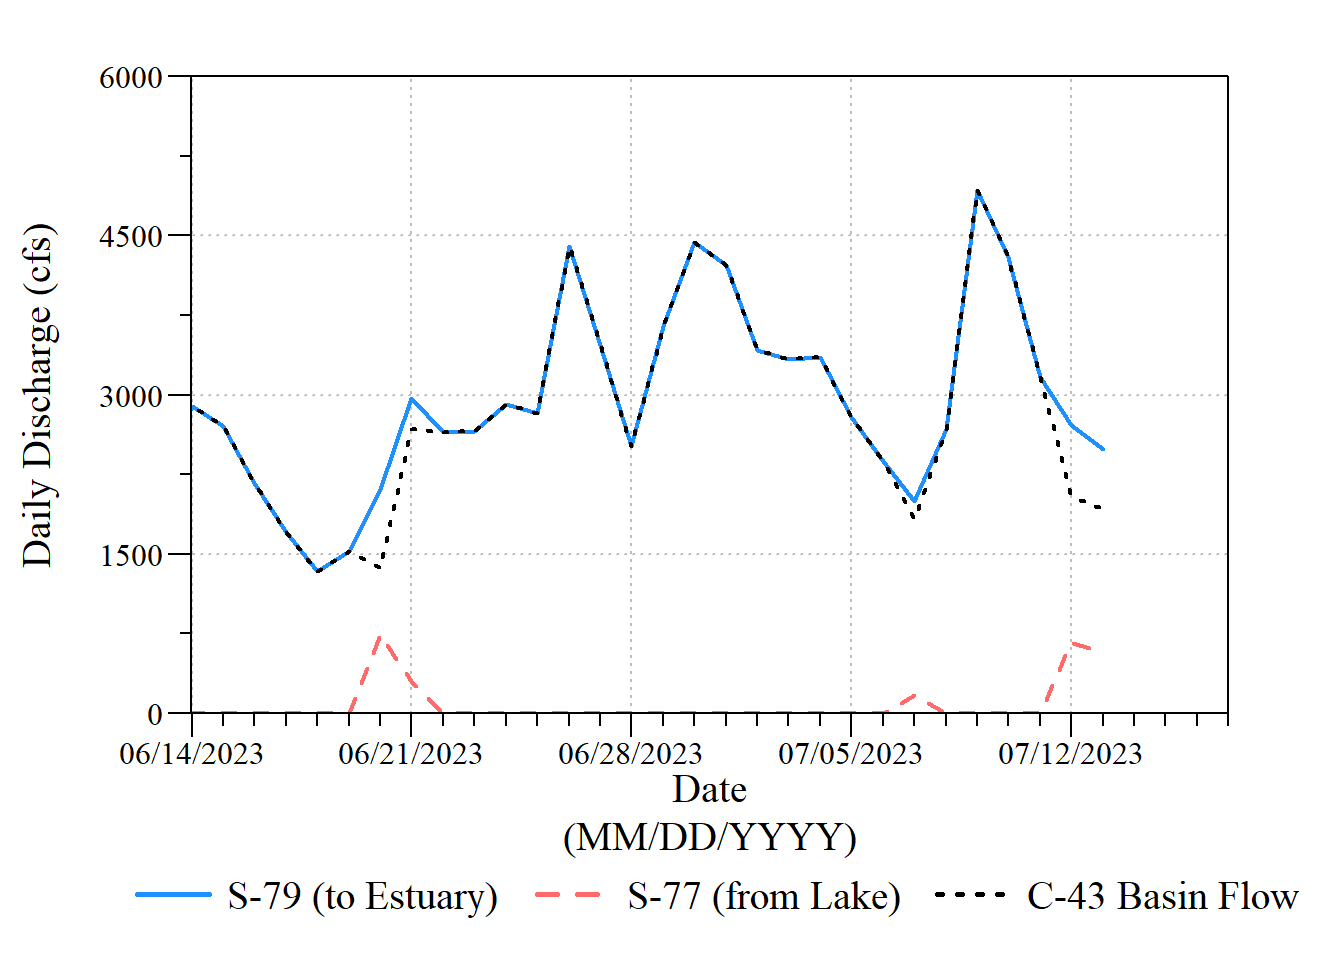 6000
4500
3000
1500
0
Daily Discharge (cfs)
06/14/2023 06/21/2023 06/28/2023 07/05/2023 07/12/2023
Date
(MM/DD/YYYY)
S-79 (to Estuary) S-77 (from Lake) C-43 Basin Flow